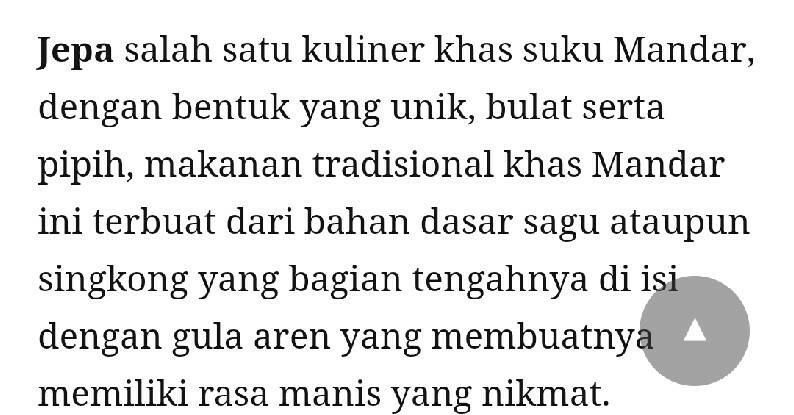 Jepa salah satu kuliner khas suku Mandar,
dengan bentuk yang unik, bulat serta
pipih, makanan tradisional khas Mandar
ini terbuat dari bahan dasar sagu ataupun
singkong yang bagian tengahnya di isi
dengan gula aren yang membuatnya
memiliki rasa manis yang nikmat.